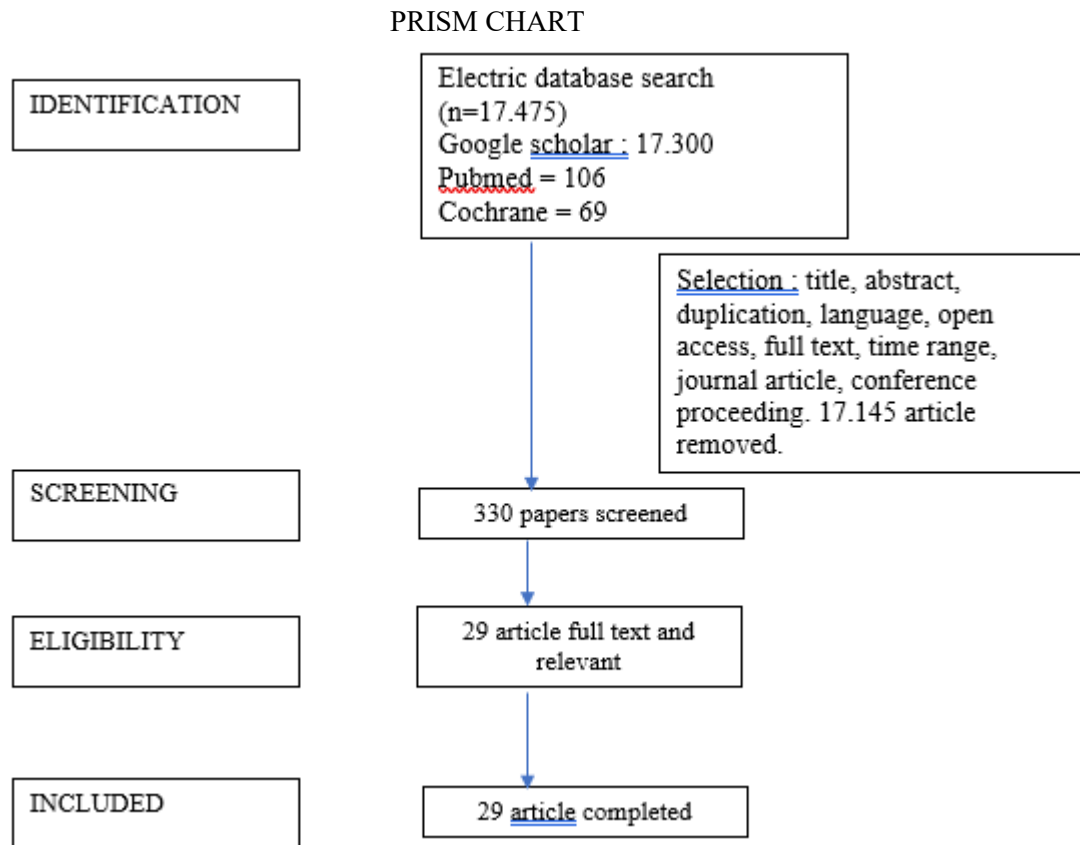 PRISM CHART
IDENTIFICATION
Electric database search
(n=17.475)
Google scholar : 17.300
Pubmed = 106
Cochrane = 69
Selection : title, abstract,
duplication, language, open
access, full text, time range,
journal article, conference
proceeding. 17.145 article
removed.
SCREENING
330 papers screened
ELIGIBILITY
29 article full text and
relevant
INCLUDED
29 article completed